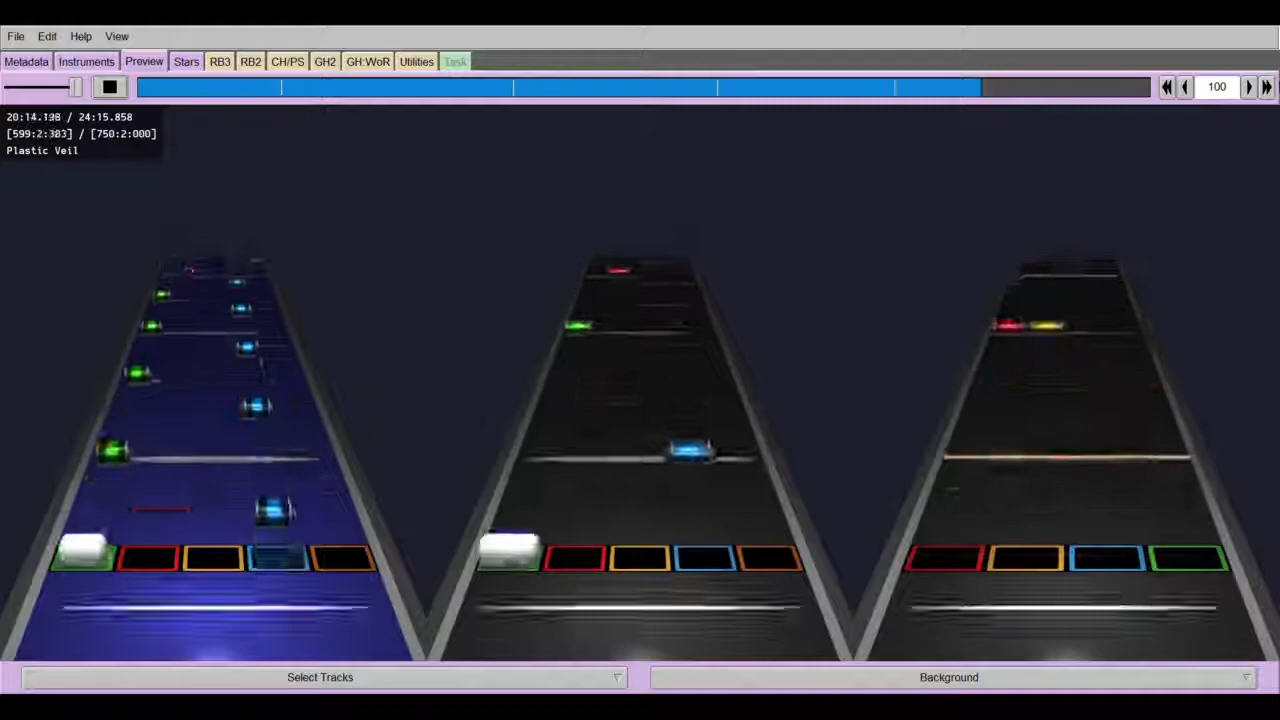 File Edit Help View
Metadata Instruments Preview Stars RB3 RB2 CH/PS GH2 GH:WoR Utilities Task
100
20:14.198 / 24:15.858
[599:2:383] / [750:2:000]
Plastic Veil
Select Tracks Background